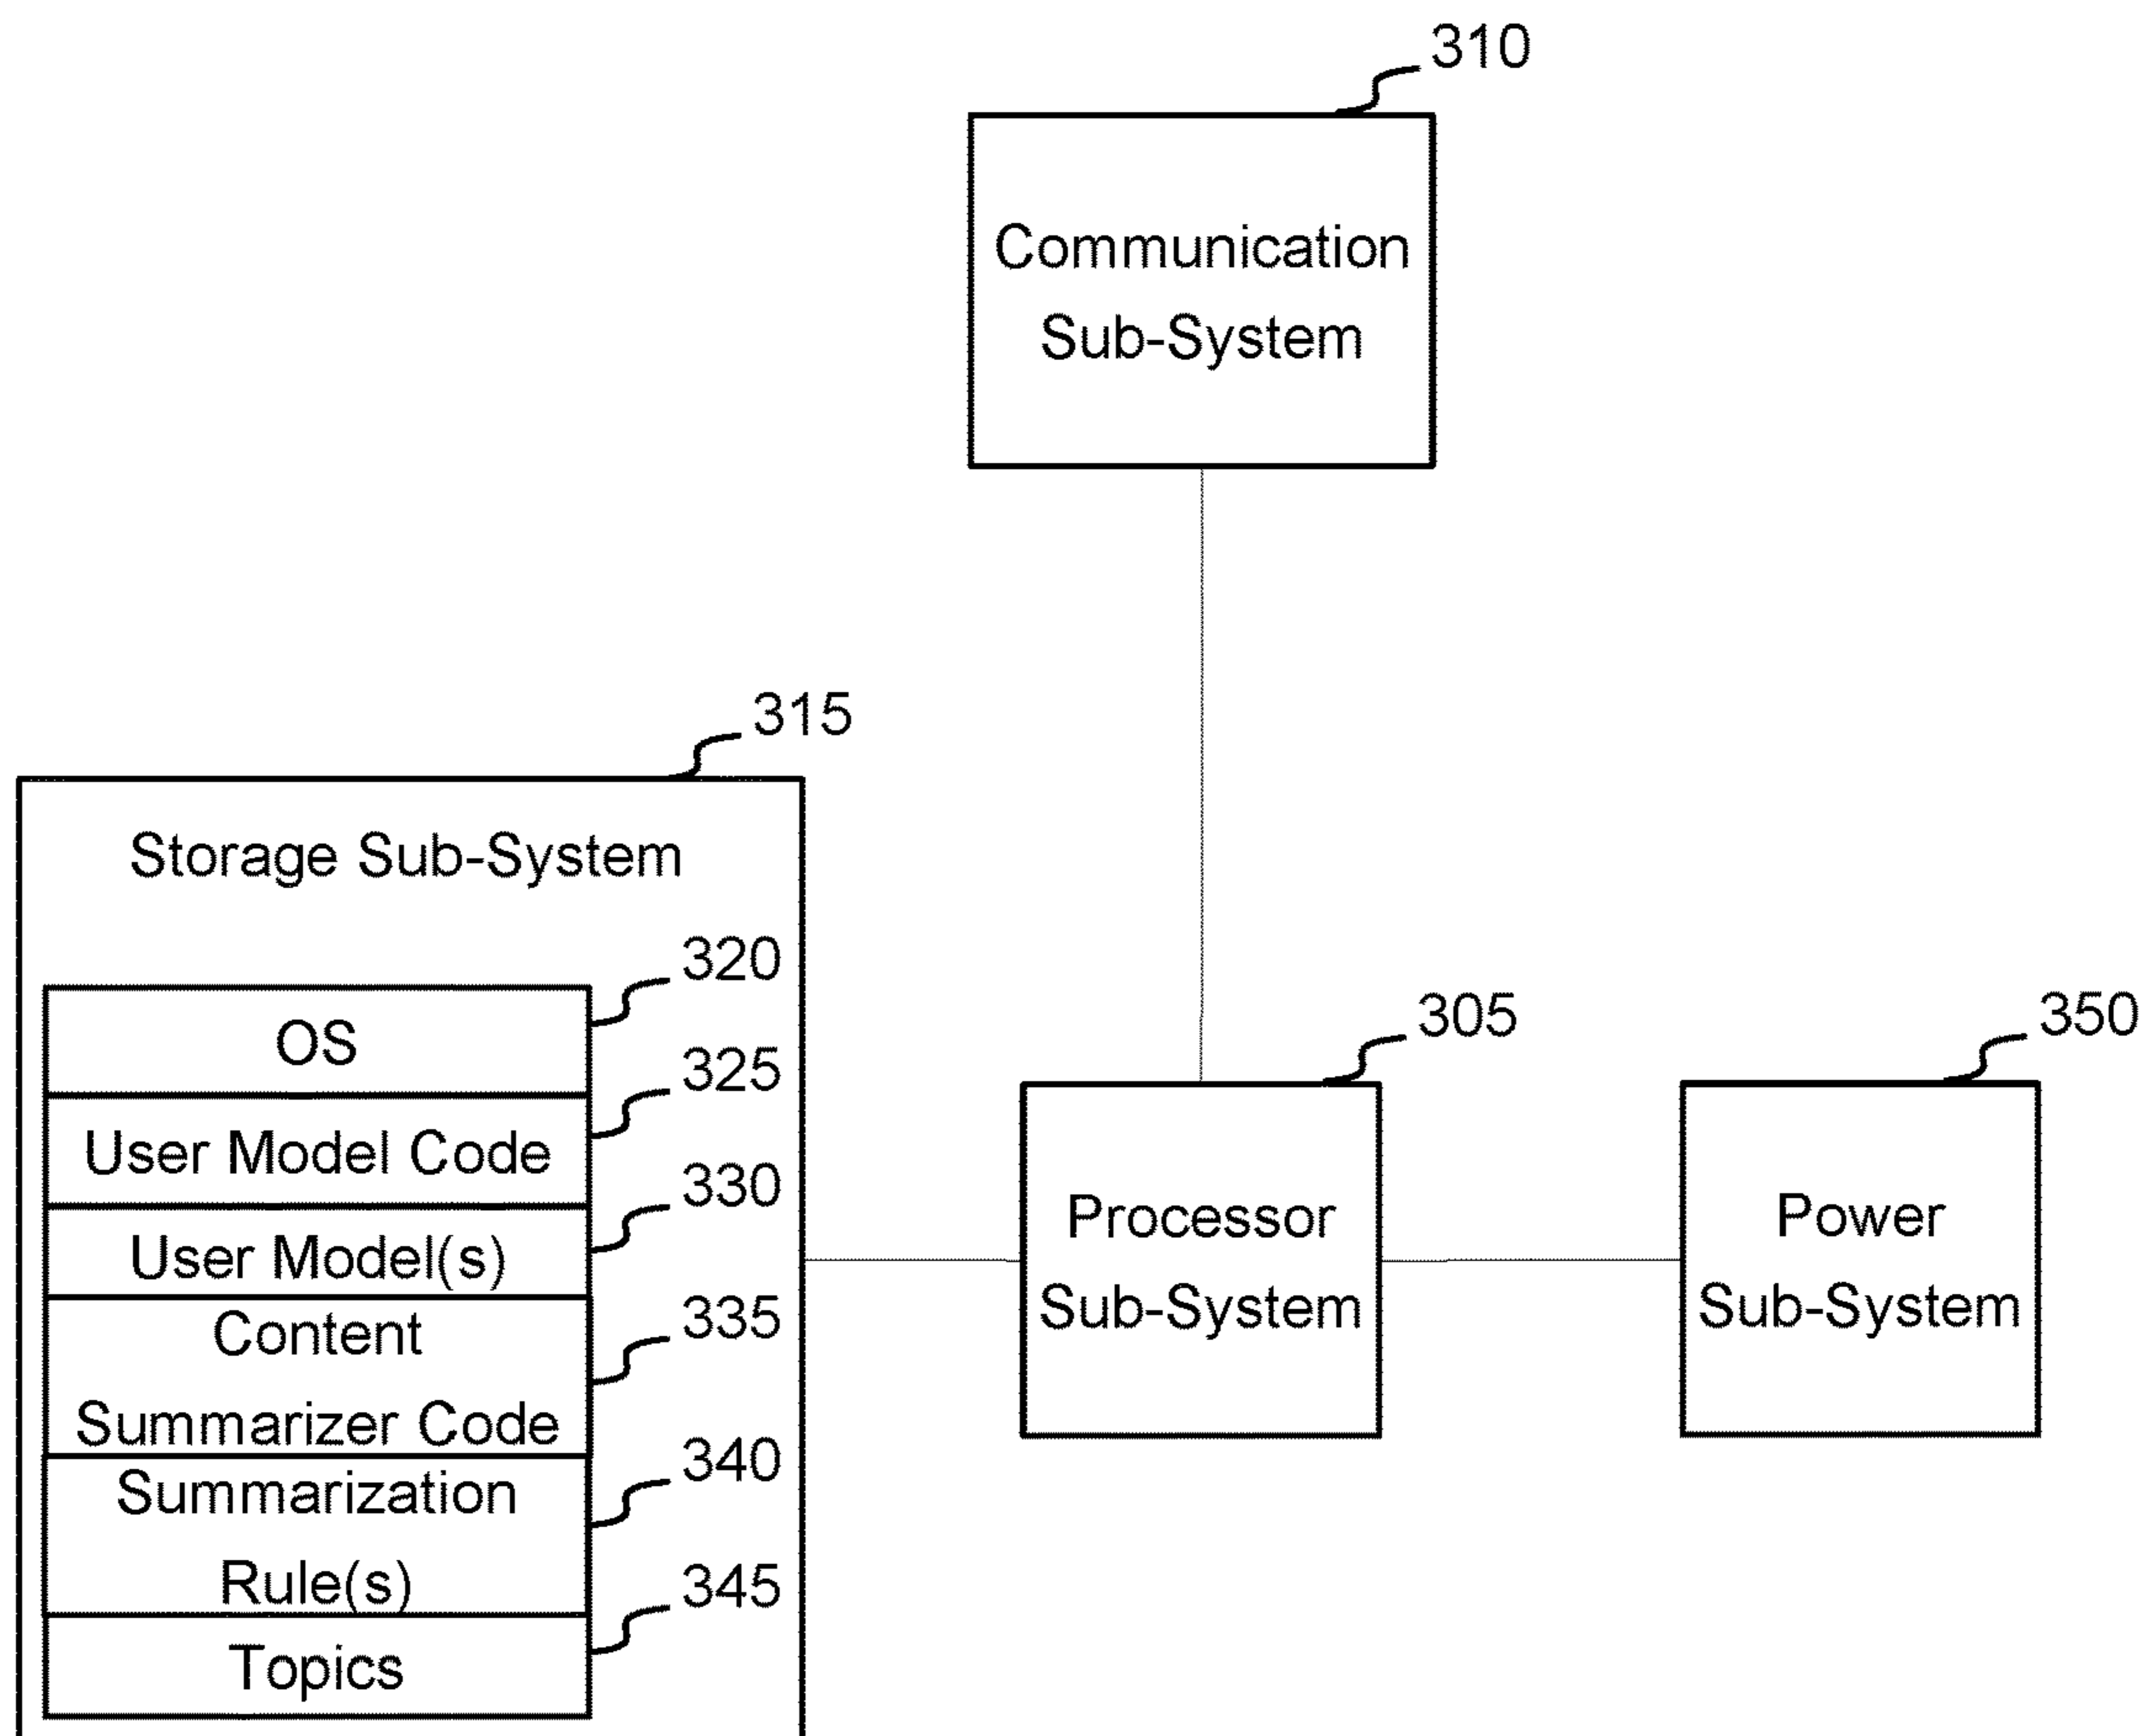 310
Communication
Sub-System
315
Storage Sub-System
320
OS
325
User Model Code
330
User Model(s)
335
Content
Summarizer Code
340
Summarization
Rule(s)
345
Topics
305
Processor
Sub-System
350
Power
Sub-System